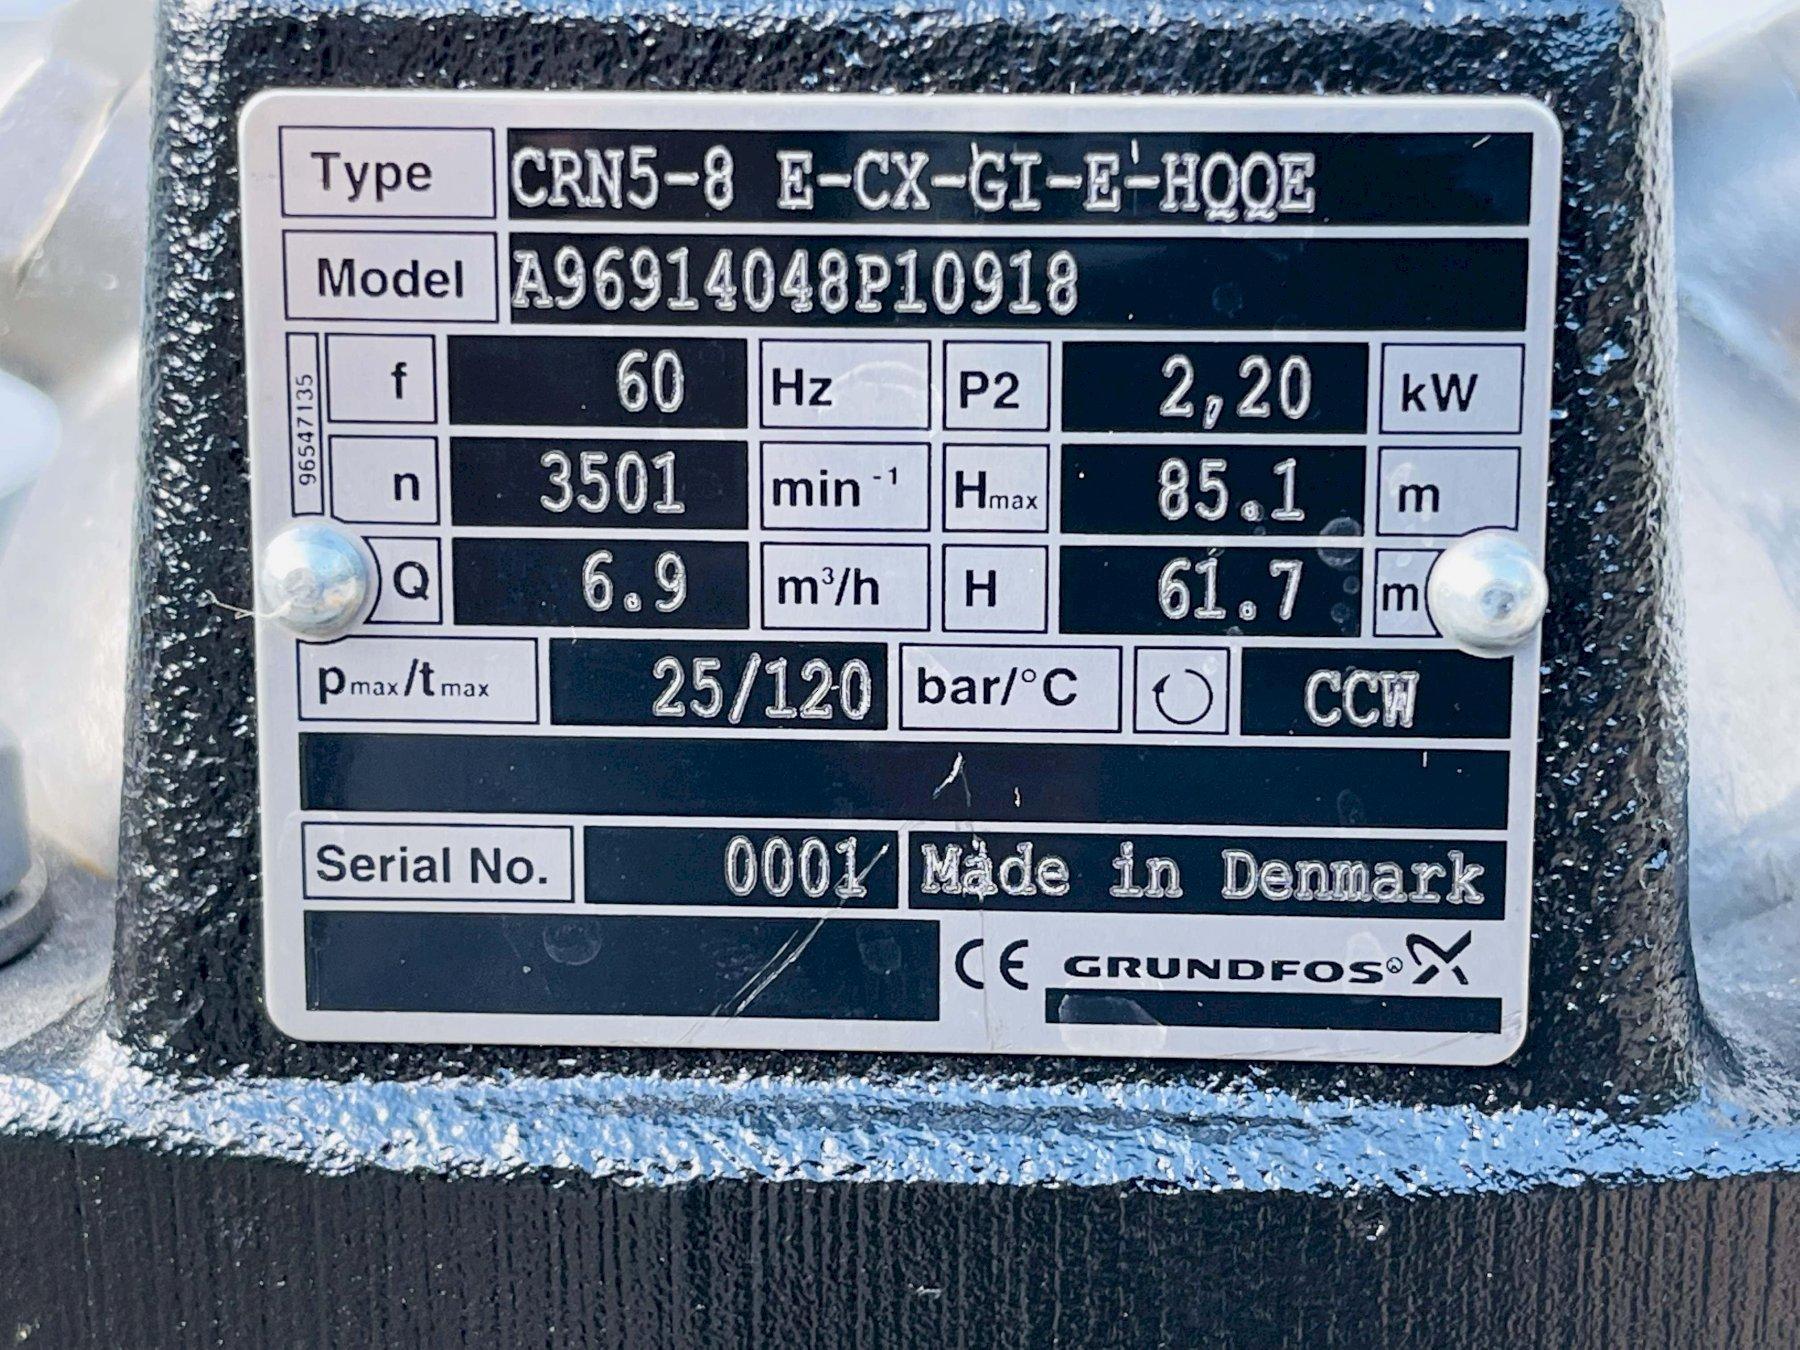 Type CRN5-8 E-CX-GI-E-HQQE
Model A96914048P10918
96547135
f 60 Hz P2 2,20 kW
n 3501 min⁻¹ Hmax 85.1 m
Q 6.9 m³/h H 61.7 m
pmax/tmax 25/120 bar/°C CCW
Serial No. 0001 Made in Denmark
CE GRUNDFOS